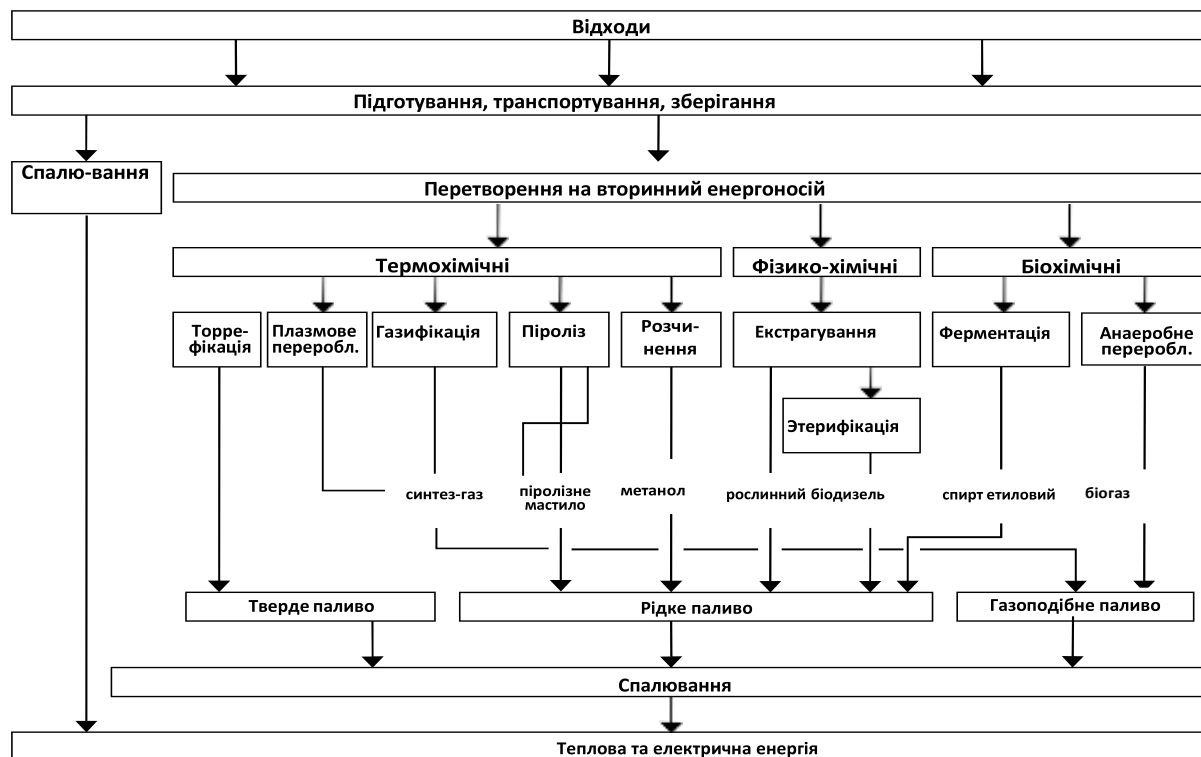 Відходи
Підготування, транспортування, зберігання
Спалю-вання
Перетворення на вторинний енергоносій
Термохімічні
Фізико-хімічні
Біохімічні
Торре-
фікація
Плазмове
переробл.
Газифікація
Піроліз
Розчи-
нення
Екстрагування
Ферментація
Анаеробне
переробл.
Этерифікація
синтез-газ
піролізне
мастило
метанол
рослинний біодизель
спирт етиловий
біогаз
Тверде паливо
Рідке паливо
Газоподібне паливо
Спалювання
Теплова та електрична енергія